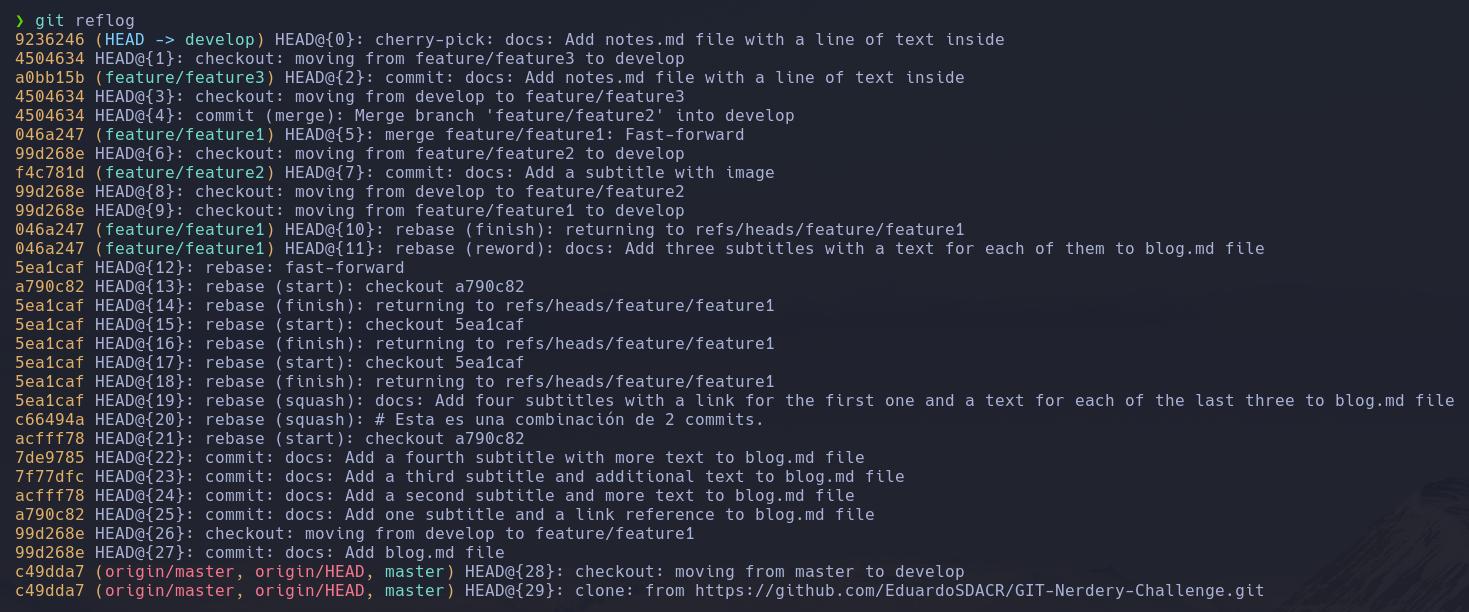 ❯ git reflog
9236246 (HEAD -> develop) HEAD@{0}: cherry-pick: docs: Add notes.md file with a line of text inside
4504634 HEAD@{1}: checkout: moving from feature/feature3 to develop
a0bb15b (feature/feature3) HEAD@{2}: commit: docs: Add notes.md file with a line of text inside
4504634 HEAD@{3}: checkout: moving from develop to feature/feature3
4504634 HEAD@{4}: commit (merge): Merge branch 'feature/feature2' into develop
046a247 (feature/feature1) HEAD@{5}: merge feature/feature1: Fast-forward
99d268e HEAD@{6}: checkout: moving from feature/feature2 to develop
f4c781d (feature/feature2) HEAD@{7}: commit: docs: Add a subtitle with image
99d268e HEAD@{8}: checkout: moving from develop to feature/feature2
99d268e HEAD@{9}: checkout: moving from feature/feature1 to develop
046a247 (feature/feature1) HEAD@{10}: rebase (finish): returning to refs/heads/feature/feature1
046a247 (feature/feature1) HEAD@{11}: rebase (reword): docs: Add three subtitles with a text for each of them to blog.md file
5ea1caf HEAD@{12}: rebase: fast-forward
a790c82 HEAD@{13}: rebase (start): checkout a790c82
5ea1caf HEAD@{14}: rebase (finish): returning to refs/heads/feature/feature1
5ea1caf HEAD@{15}: rebase (start): checkout 5ea1caf
5ea1caf HEAD@{16}: rebase (finish): returning to refs/heads/feature/feature1
5ea1caf HEAD@{17}: rebase (start): checkout 5ea1caf
5ea1caf HEAD@{18}: rebase (finish): returning to refs/heads/feature/feature1
5ea1caf HEAD@{19}: rebase (squash): docs: Add four subtitles with a link for the first one and a text for each of the last three to blog.md file
c66494a HEAD@{20}: rebase (squash): # Esta es una combinación de 2 commits.
acfff78 HEAD@{21}: rebase (start): checkout a790c82
7de9785 HEAD@{22}: commit: docs: Add a fourth subtitle with more text to blog.md file
7f77dfc HEAD@{23}: commit: docs: Add a third subtitle and additional text to blog.md file
acfff78 HEAD@{24}: commit: docs: Add a second subtitle and more text to blog.md file
a790c82 HEAD@{25}: commit: docs: Add one subtitle and a link reference to blog.md file
99d268e HEAD@{26}: checkout: moving from develop to feature/feature1
99d268e HEAD@{27}: commit: docs: Add blog.md file
c49dda7 (origin/master, origin/HEAD, master) HEAD@{28}: checkout: moving from master to develop
c49dda7 (origin/master, origin/HEAD, master) HEAD@{29}: clone: from https://github.com/EduardoSDACR/GIT-Nerdery-Challenge.git